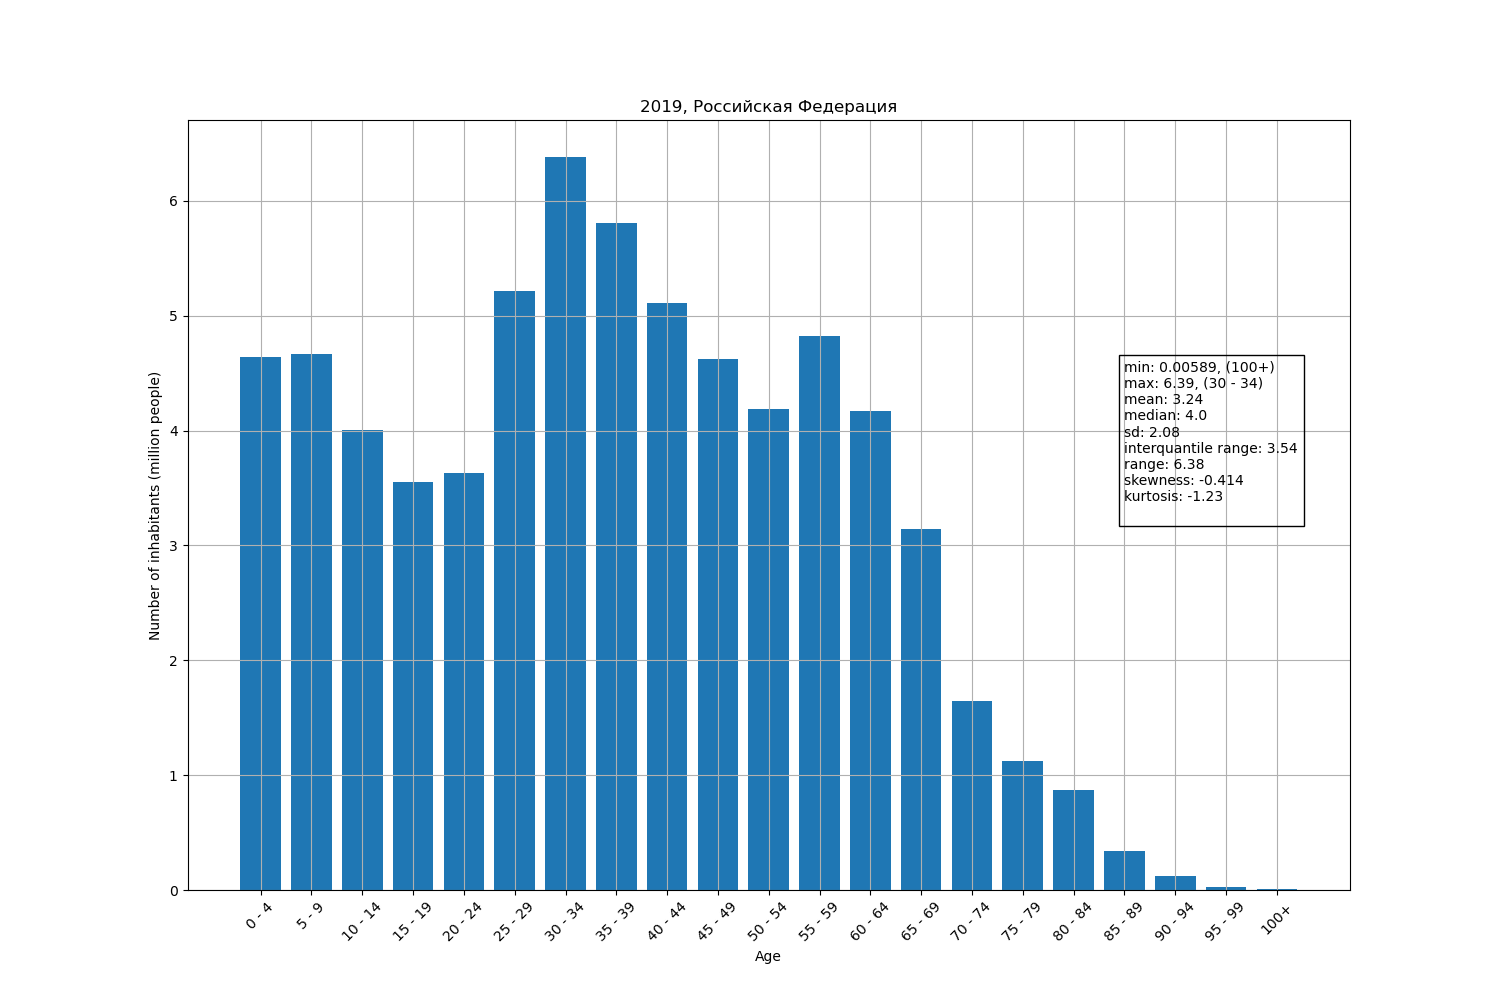 2019, Российская Федерация
Number of inhabitants (million people)
6
5
4
3
2
1
0
min: 0.00589, (100+)
max: 6.39, (30 - 34)
mean: 3.24
median: 4.0
sd: 2.08
interquantile range: 3.54
range: 6.38
skewness: -0.414
kurtosis: -1.23
0 - 4
5 - 9
10 - 14
15 - 19
20 - 24
25 - 29
30 - 34
35 - 39
40 - 44
45 - 49
50 - 54
55 - 59
60 - 64
65 - 69
70 - 74
75 - 79
80 - 84
85 - 89
90 - 94
95 - 99
100+
Age